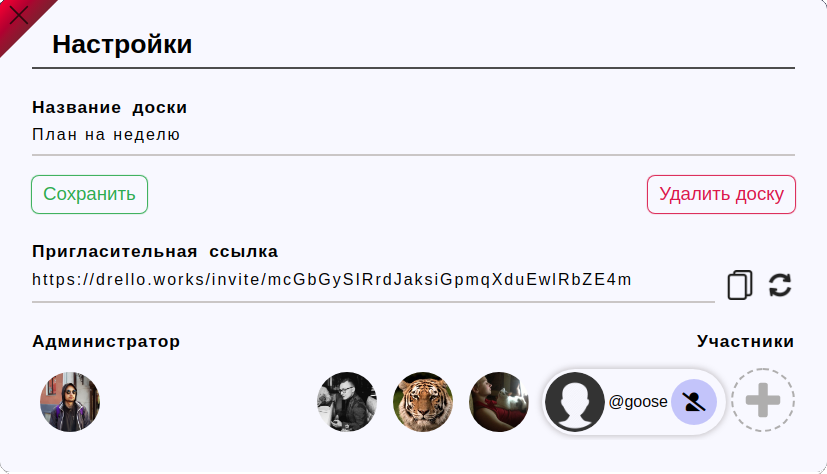 Настройки
Название доски
План на неделю
Сохранить
Удалить доску
Пригласительная ссылка
https://drello.works/invite/mcGbGySIRrdJaksiGpmqXduEwlRbZE4m
Администратор
Участники
@goose